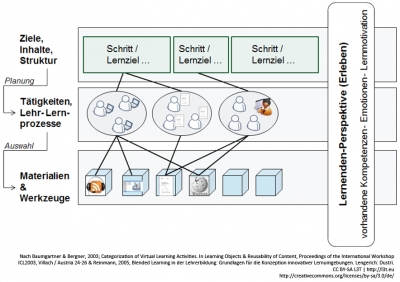 Ziele,
Inhalte,
Struktur
Planung
Tätigkeiten,
Lehr-Lern-
prozesse
Auswahl
Materialien
&
Werkzeuge
Schritt /
Lernziel ...
Schritt /
Lernziel ...
Schritt /
Lernziel ...
Lernenden-Perspektive (Erleben)
vorhandene Kompetenzen- Emotionen- Lernmotivation
Nach Baumgartner & Bergner, 2003; Categorization of Virtual Learning Activities. In Learning Objects & Reusability of Content, Proceedings of the International Workshop
ICL2003, Villach / Austria 24-26 & Reinmann, 2005, Blended Learning in der Lehrerbildung: Grundlagen für die Konzeption innovativer Lernumgebungen. Lengerich: Dustri.
CC BY-SA L3T | http://l3t.eu
http://creativecommons.org/licenses/by-sa/3.0/de/